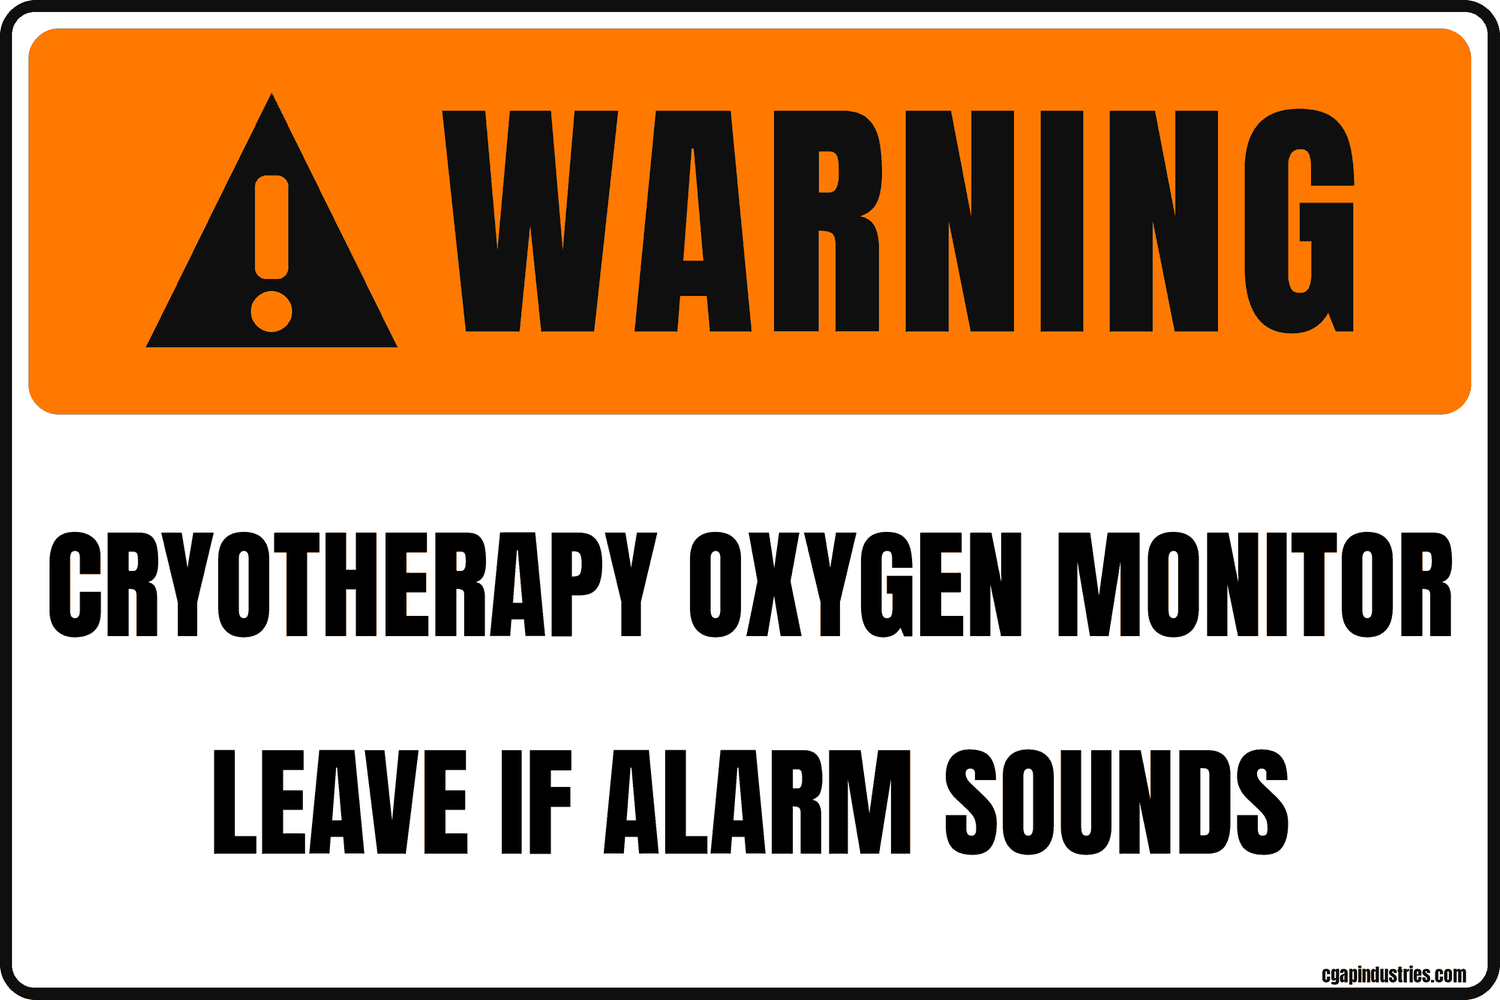 WARNING
CRYOTHERAPY OXYGEN MONITOR
LEAVE IF ALARM SOUNDS
cgapindustries.com